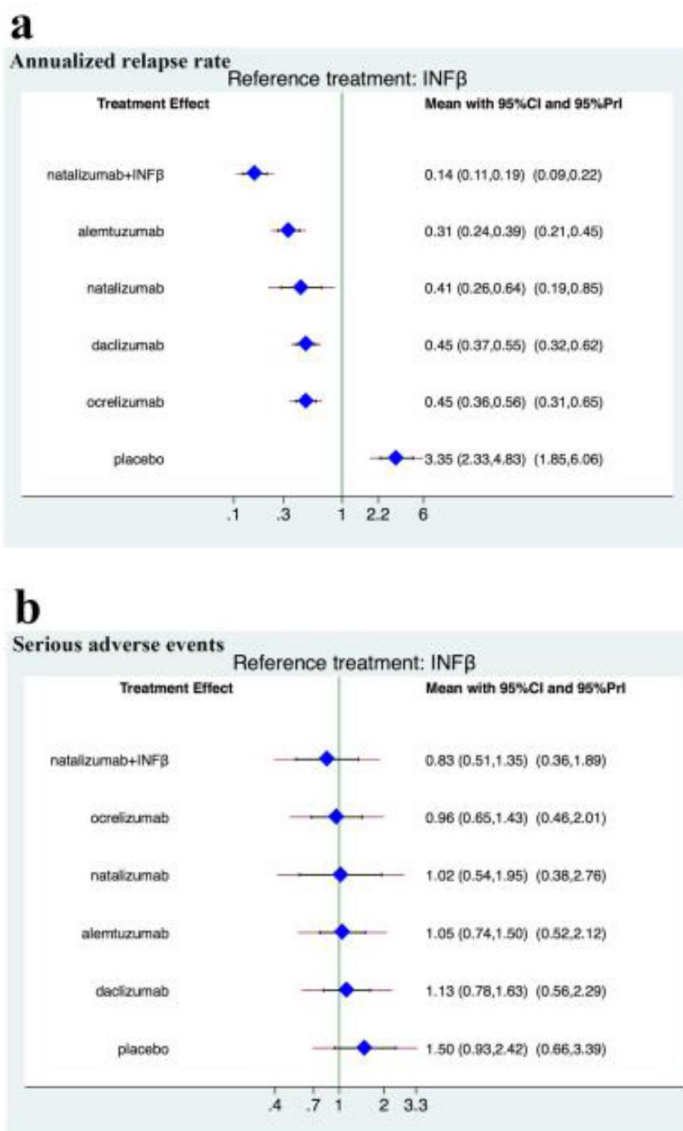 a
Annualized relapse rate
Reference treatment: INFβ
Treatment Effect Mean with 95%CI and 95%PrI
natalizumab+INFβ 0.14 (0.11,0.19) (0.09,0.22)
alemtuzumab 0.31 (0.24,0.39) (0.21,0.45)
natalizumab 0.41 (0.26,0.64) (0.19,0.85)
daclizumab 0.45 (0.37,0.55) (0.32,0.62)
ocrelizumab 0.45 (0.36,0.56) (0.31,0.65)
placebo 3.35 (2.33,4.83) (1.85,6.06)
.1 .3 1 2.2 6
b
Serious adverse events
Reference treatment: INFβ
Treatment Effect Mean with 95%CI and 95%PrI
natalizumab+INFβ 0.83 (0.51,1.35) (0.36,1.89)
ocrelizumab 0.96 (0.65,1.43) (0.46,2.01)
natalizumab 1.02 (0.54,1.95) (0.38,2.76)
alemtuzumab 1.05 (0.74,1.50) (0.52,2.12)
daclizumab 1.13 (0.78,1.63) (0.56,2.29)
placebo 1.50 (0.93,2.42) (0.66,3.39)
.4 .7 1 2 3.3